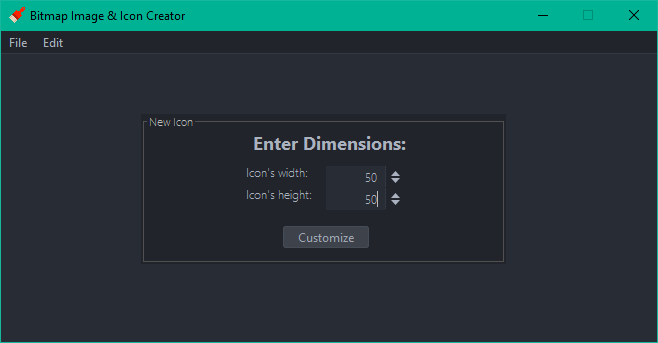 Bitmap Image & Icon Creator
File Edit
New Icon
Enter Dimensions:
Icon's width: 50
Icon's height: 50
Customize